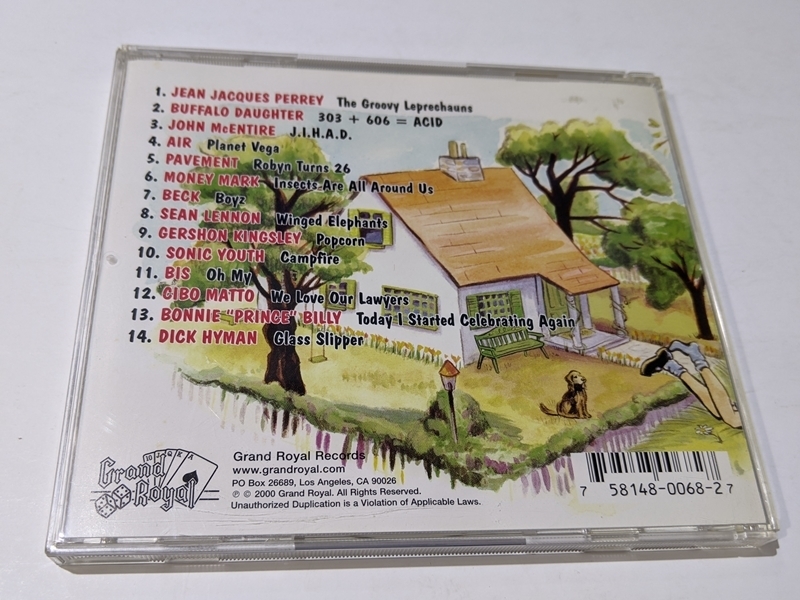 1. JEAN JACQUES PERREY The Groovy Leprechauns
2. BUFFALO DAUGHTER 303 + 606 = ACID
3. JOHN McENTIRE J.I.H.A.D.
4. AIR Planet Vega
5. PAVEMENT Robyn Turns 26
6. MONEY MARK Insects Are All Around Us
7. BECK Boyz
8. SEAN LENNON Winged Elephants
9. GERSHON KINGSLEY Popcorn
10. SONIC YOUTH Campfire
11. BIS Oh My
12. CIBO MATTO We Love Our Lawyers
13. BONNIE "PRINCE" BILLY Today I Started Celebrating Again
14. DICK HYMAN Glass Slipper
10 J Q K A
Grand Royal
Grand Royal Records
www.grandroyal.com
PO Box 26689, Los Angeles, CA 90026
℗ © 2000 Grand Royal. All Rights Reserved.
Unauthorized Duplication is a Violation of Applicable Laws.
7 58148-0068-2 7